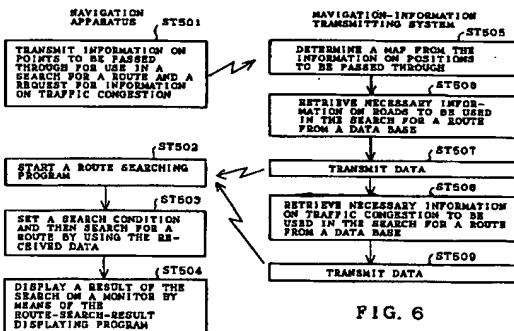 NAVIGATION
APPARATUS
ST501
TRANSMIT INFORMATION ON
POINTS TO BE PASSED
THROUGH FOR USE IN A
SEARCH FOR A ROUTE AND A
REQUEST FOR INFORMATION
ON TRAFFIC CONGESTION
ST502
START A ROUTE SEARCHING
PROGRAM
ST503
SET A SEARCH CONDITION
AND THEN SEARCH FOR A
ROUTE BY USING THE RE-
CEIVED DATA
ST504
DISPLAY A RESULT OF THE
SEARCH ON A MONITOR BY
MEANS OF THE
ROUTE-SEARCH-RESULT
DISPLAYING PROGRAM
NAVIGATION-INFORMATION
TRANSMITTING SYSTEM
ST505
DETERMINE A MAP FROM THE
INFORMATION ON POSITIONS
TO BE PASSED THROUGH
ST506
RETRIEVE NECESSARY INFOR-
MATION ON ROADS TO BE USED
IN THE SEARCH FOR A ROUTE
FROM A DATA BASE
ST507
TRANSMIT DATA
ST508
RETRIEVE NECESSARY INFORMATION
ON TRAFFIC CONGESTION TO BE
USED IN THE SEARCH FOR A ROUTE
FROM A DATA BASE
ST509
TRANSMIT DATA
FIG. 6